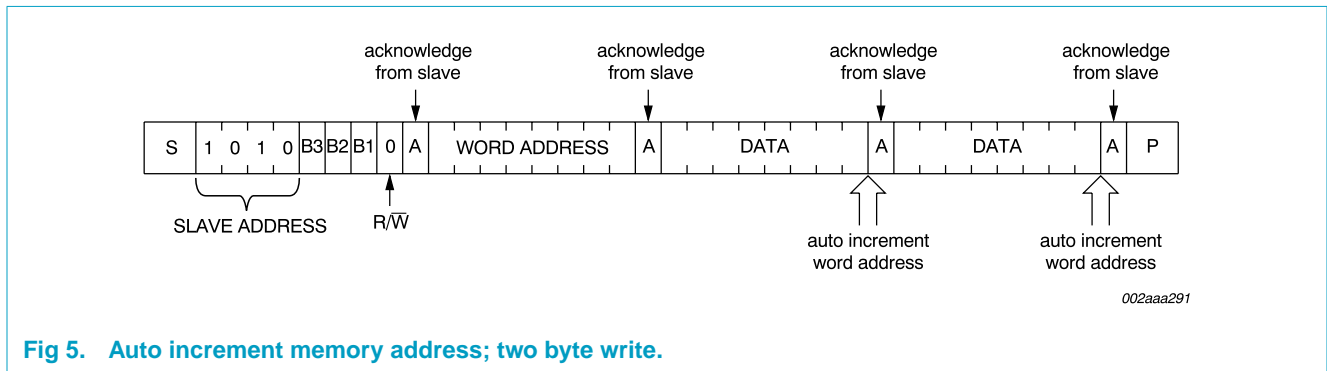 acknowledge from slave
acknowledge from slave
acknowledge from slave
acknowledge from slave
S 1 0 1 0 B3 B2 B1 0 A WORD ADDRESS A DATA A DATA A P
SLAVE ADDRESS
R/W̅
auto increment word address
auto increment word address
002aaa291
Fig 5. Auto increment memory address; two byte write.